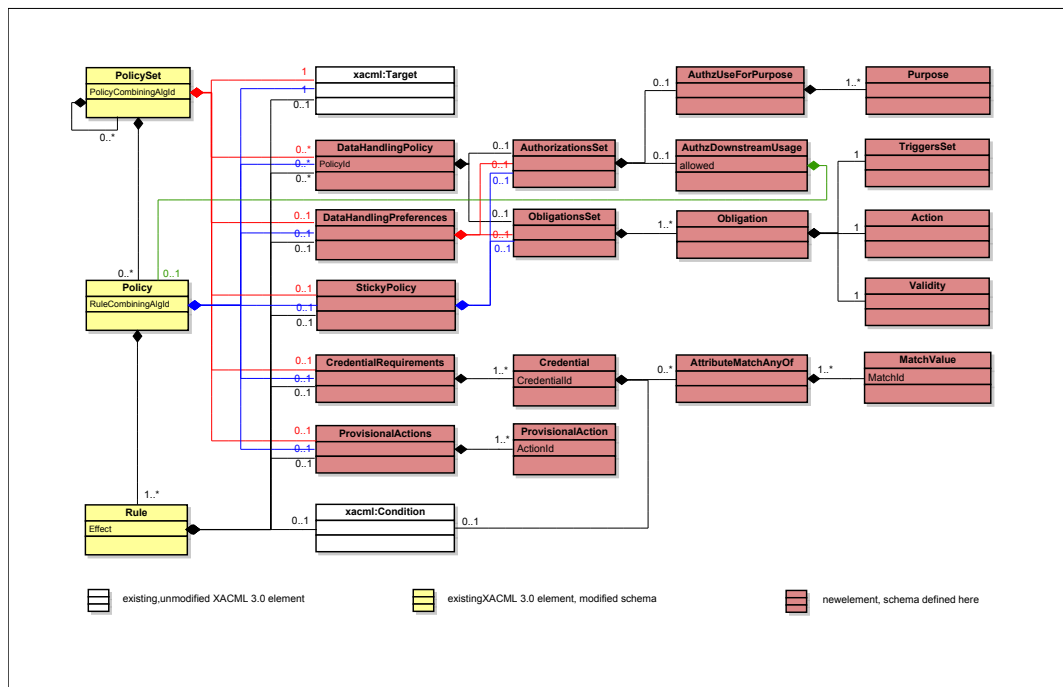 PolicySet
PolicyCombiningAlgId
0..*
1
1
0..1
xacml:Target
AuthzUseForPurpose
0..1
Purpose
1..*
DataHandlingPolicy
PolicyId
0..*
0..*
0..*
AuthorizationsSet
0..1
0..1
0..1
AuthzDownstreamUsage
allowed
0..1
TriggersSet
1
DataHandlingPreferences
0..1
0..1
0..1
ObligationsSet
0..1
0..1
0..1
Obligation
1..*
Action
1
0..*
0..1
Policy
RuleCombiningAlgId
StickyPolicy
0..1
0..1
0..1
Validity
1
CredentialRequirements
0..1
0..1
0..1
Credential
CredentialId
1..*
AttributeMatchAnyOf
0..*
MatchValue
MatchId
1..*
ProvisionalActions
0..1
0..1
0..1
ProvisionalAction
ActionId
1..*
1..*
Rule
Effect
0..1
xacml:Condition
0..1
existing,unmodified XACML 3.0 element
existingXACML 3.0 element, modified schema
newelement, schema defined here